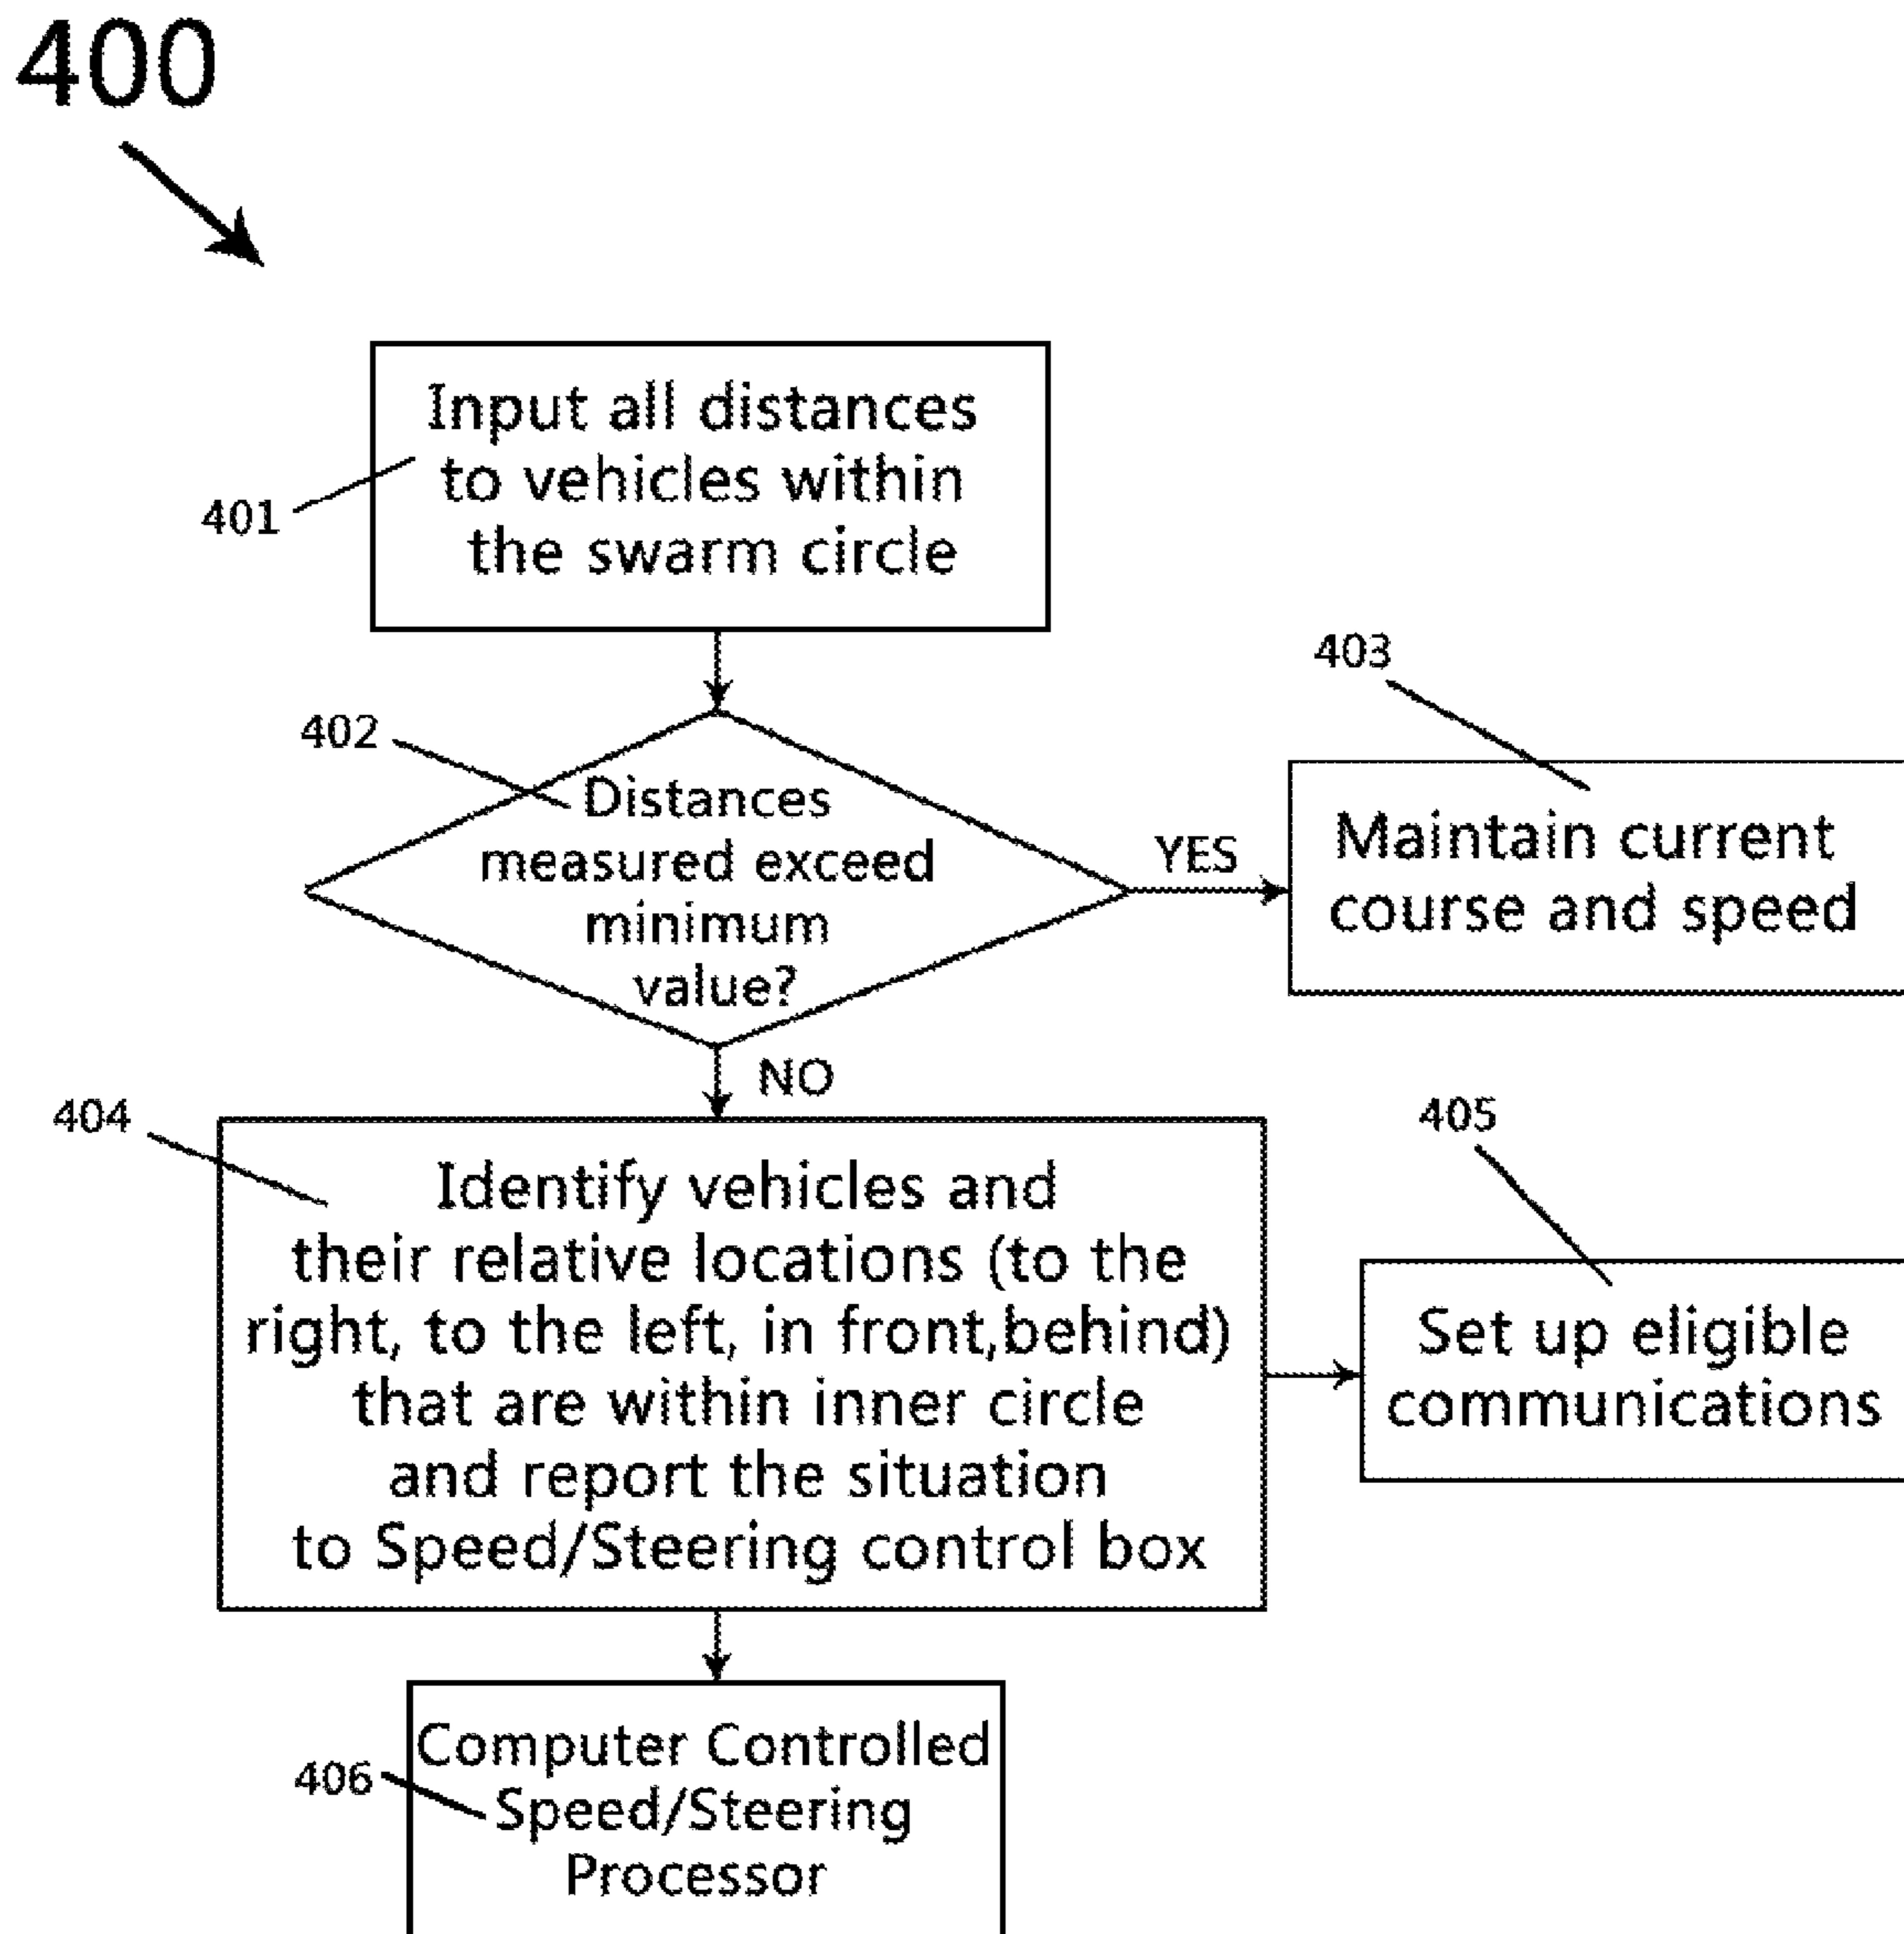 400
Input all distances
to vehicles within
the swarm circle
401
403
402
Distances
measured exceed
minimum
value?
YES
Maintain current
course and speed
NO
404
405
Identify vehicles and
their relative locations (to the
right, to the left, in front,behind)
that are within inner circle
and report the situation
to Speed/Steering control box
Set up eligible
communications
Computer Controlled
Speed/Steering
Processor
406